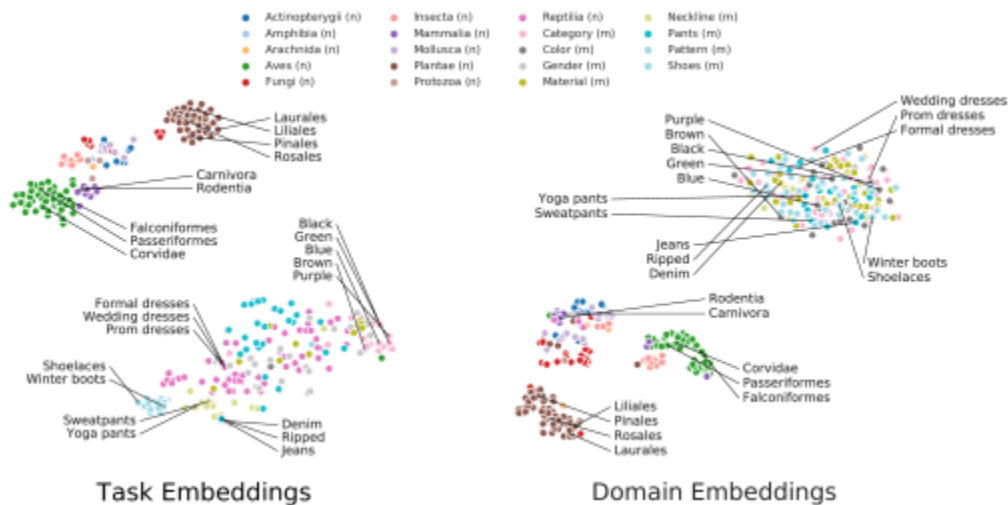 Actinopterygii (n)
Amphibia (n)
Arachnida (n)
Aves (n)
Fungi (n)
Insecta (n)
Mammalia (n)
Mollusca (n)
Plantae (n)
Protozoa (n)
Reptilia (n)
Category (m)
Color (m)
Gender (m)
Material (m)
Neckline (m)
Pants (m)
Pattern (m)
Shoes (m)
Laurales
Liliales
Pinales
Rosales
Carnivora
Rodentia
Falconiformes
Passeriformes
Corvidae
Black
Green
Blue
Brown
Purple
Formal dresses
Wedding dresses
Prom dresses
Shoelaces
Winter boots
Sweatpants
Yoga pants
Denim
Ripped
Jeans
Task Embeddings
Wedding dresses
Prom dresses
Formal dresses
Purple
Brown
Black
Green
Blue
Yoga pants
Sweatpants
Jeans
Ripped
Denim
Winter boots
Shoelaces
Rodentia
Carnivora
Corvidae
Passeriformes
Falconiformes
Liliales
Pinales
Rosales
Laurales
Domain Embeddings